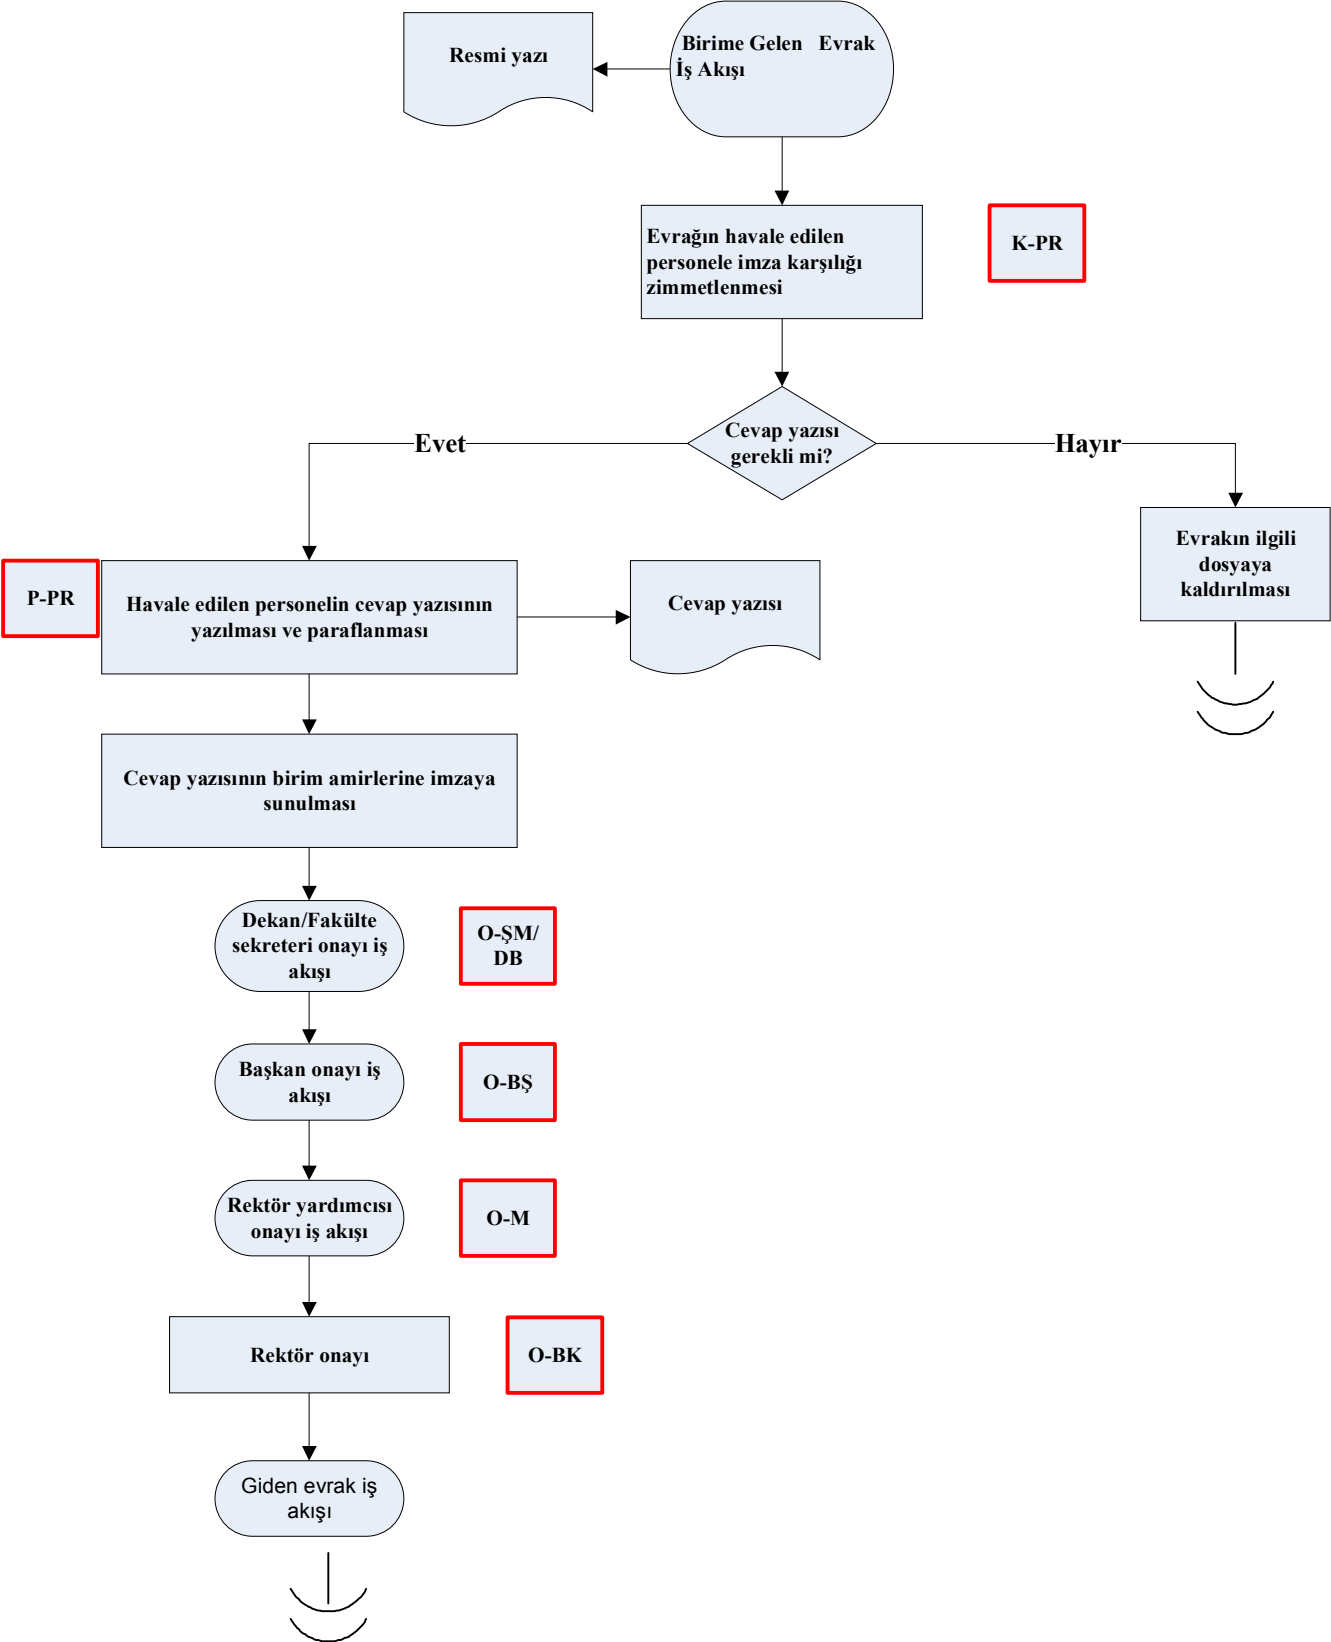 Resmi yazı
Birime Gelen   Evrak
İş Akışı
Evrağın havale edilen
personele imza karşılığı
zimmetlenmesi
K-PR
Cevap yazısı
gerekli mi?
Evet
Hayır
Evrakın ilgili
dosyaya
kaldırılması
P-PR
Havale edilen personelin cevap yazısının
yazılması ve paraflanması
Cevap yazısı
Cevap yazısının birim amirlerine imzaya
sunulması
Dekan/Fakülte
sekreteri onayı iş
akışı
O-ŞM/
DB
Başkan onayı iş
akışı
O-BŞ
Rektör yardımcısı
onayı iş akışı
O-M
Rektör onayı
O-BK
Giden evrak iş
akışı